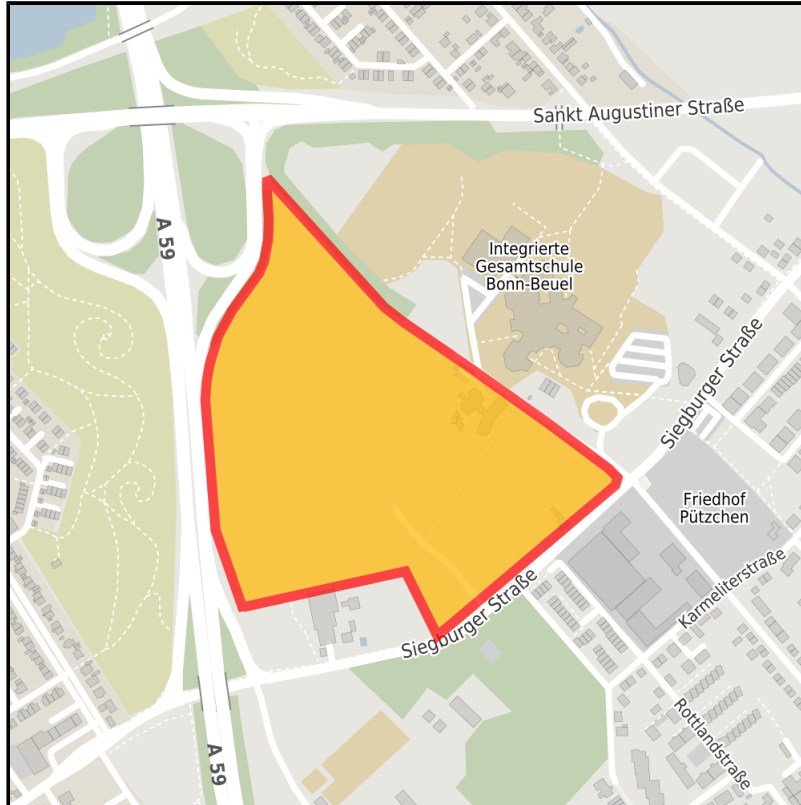 Sankt Augustiner Straße
A 59
Integrierte
Gesamtschule
Bonn-Beuel
Siegburger Straße
Friedhof
Pützchen
Karmeliterstraße
Siegburger Straße
Rottlandstraße
A 59